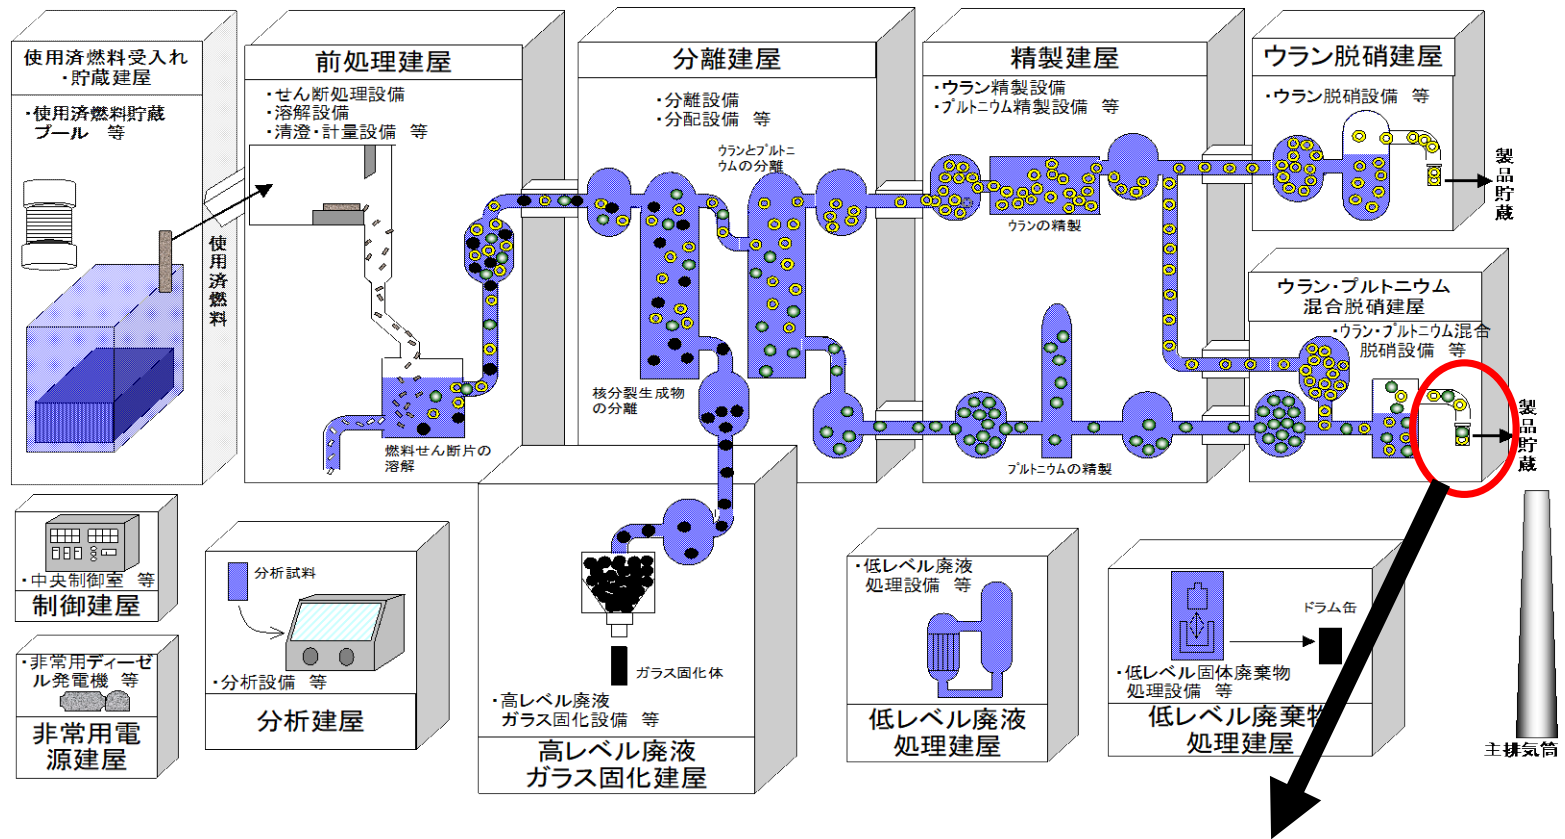 使用済燃料受入れ
・貯蔵建屋
・使用済燃料貯蔵
プール 等
使用済燃料
前処理建屋
・せん断処理設備
・溶解設備
・清澄・計量設備 等
燃料せん断片の
溶解
分離建屋
・分離設備
・分配設備 等
ウランとプルトニ
ウムの分離
核分裂生成物
の分離
精製建屋
・ウラン精製設備
・プルトニウム精製設備 等
ウランの精製
プルトニウムの精製
ウラン脱硝建屋
・ウラン脱硝設備 等
製品貯蔵
ウラン・プルトニウム
混合脱硝建屋
・ウラン・プルトニウム混合
脱硝設備 等
製品貯蔵
・中央制御室 等
制御建屋
・非常用ディーゼ
ル発電機 等
非常用電
源建屋
分析試料
・分析設備 等
分析建屋
ガラス固化体
・高レベル廃液
ガラス固化設備 等
高レベル廃液
ガラス固化建屋
・低レベル廃液
処理設備 等
低レベル廃液
処理建屋
ドラム缶
・低レベル固体廃棄物
処理設備 等
低レベル廃棄物
処理建屋
主排気筒